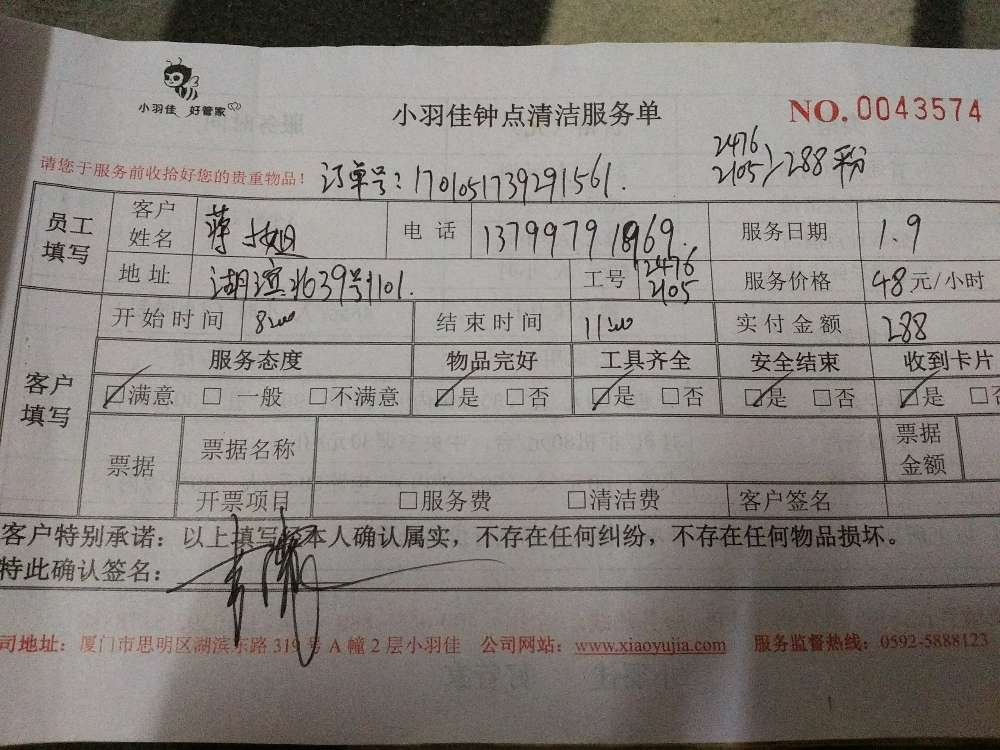 小羽佳 好管家
小羽佳钟点清洁服务单
NO. 0043574
请您于服务前收拾好您的贵重物品!
订单号:1701051739291561.
2476
2105 288 平分
员工填写 客户姓名 蒋大姐 电话 服务日期 1.9
地址 湖滨北639号1101. 工号 2476 2105 服务价格 48元/小时
客户填写 开始时间 8:00 结束时间 11:00 实付金额 288
服务态度 物品完好 工具齐全 安全结束 收到卡片
☑满意 □一般 □不满意 ☑是 □否 ☑是 □否 ☑是 □否 ☑是 □否
票据 票据名称 票据金额
开票项目 □服务费 □清洁费 客户签名
客户特别承诺:以上填写经本人确认属实,不存在任何纠纷,不存在任何物品损坏。
特此确认签名:
司地址:厦门市思明区湖滨东路319号A幢2层小羽佳 公司网站:www.xiaoyujia.com 服务监督热线:0592-5888123